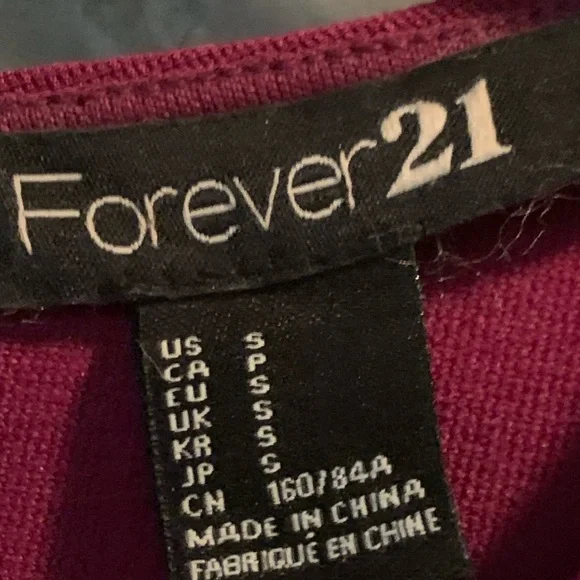 Forever21
US S
CA P
EU S
UK S
KR S
JP S
CN 160/84A
MADE IN CHINA
FABRIQUÉ EN CHINE